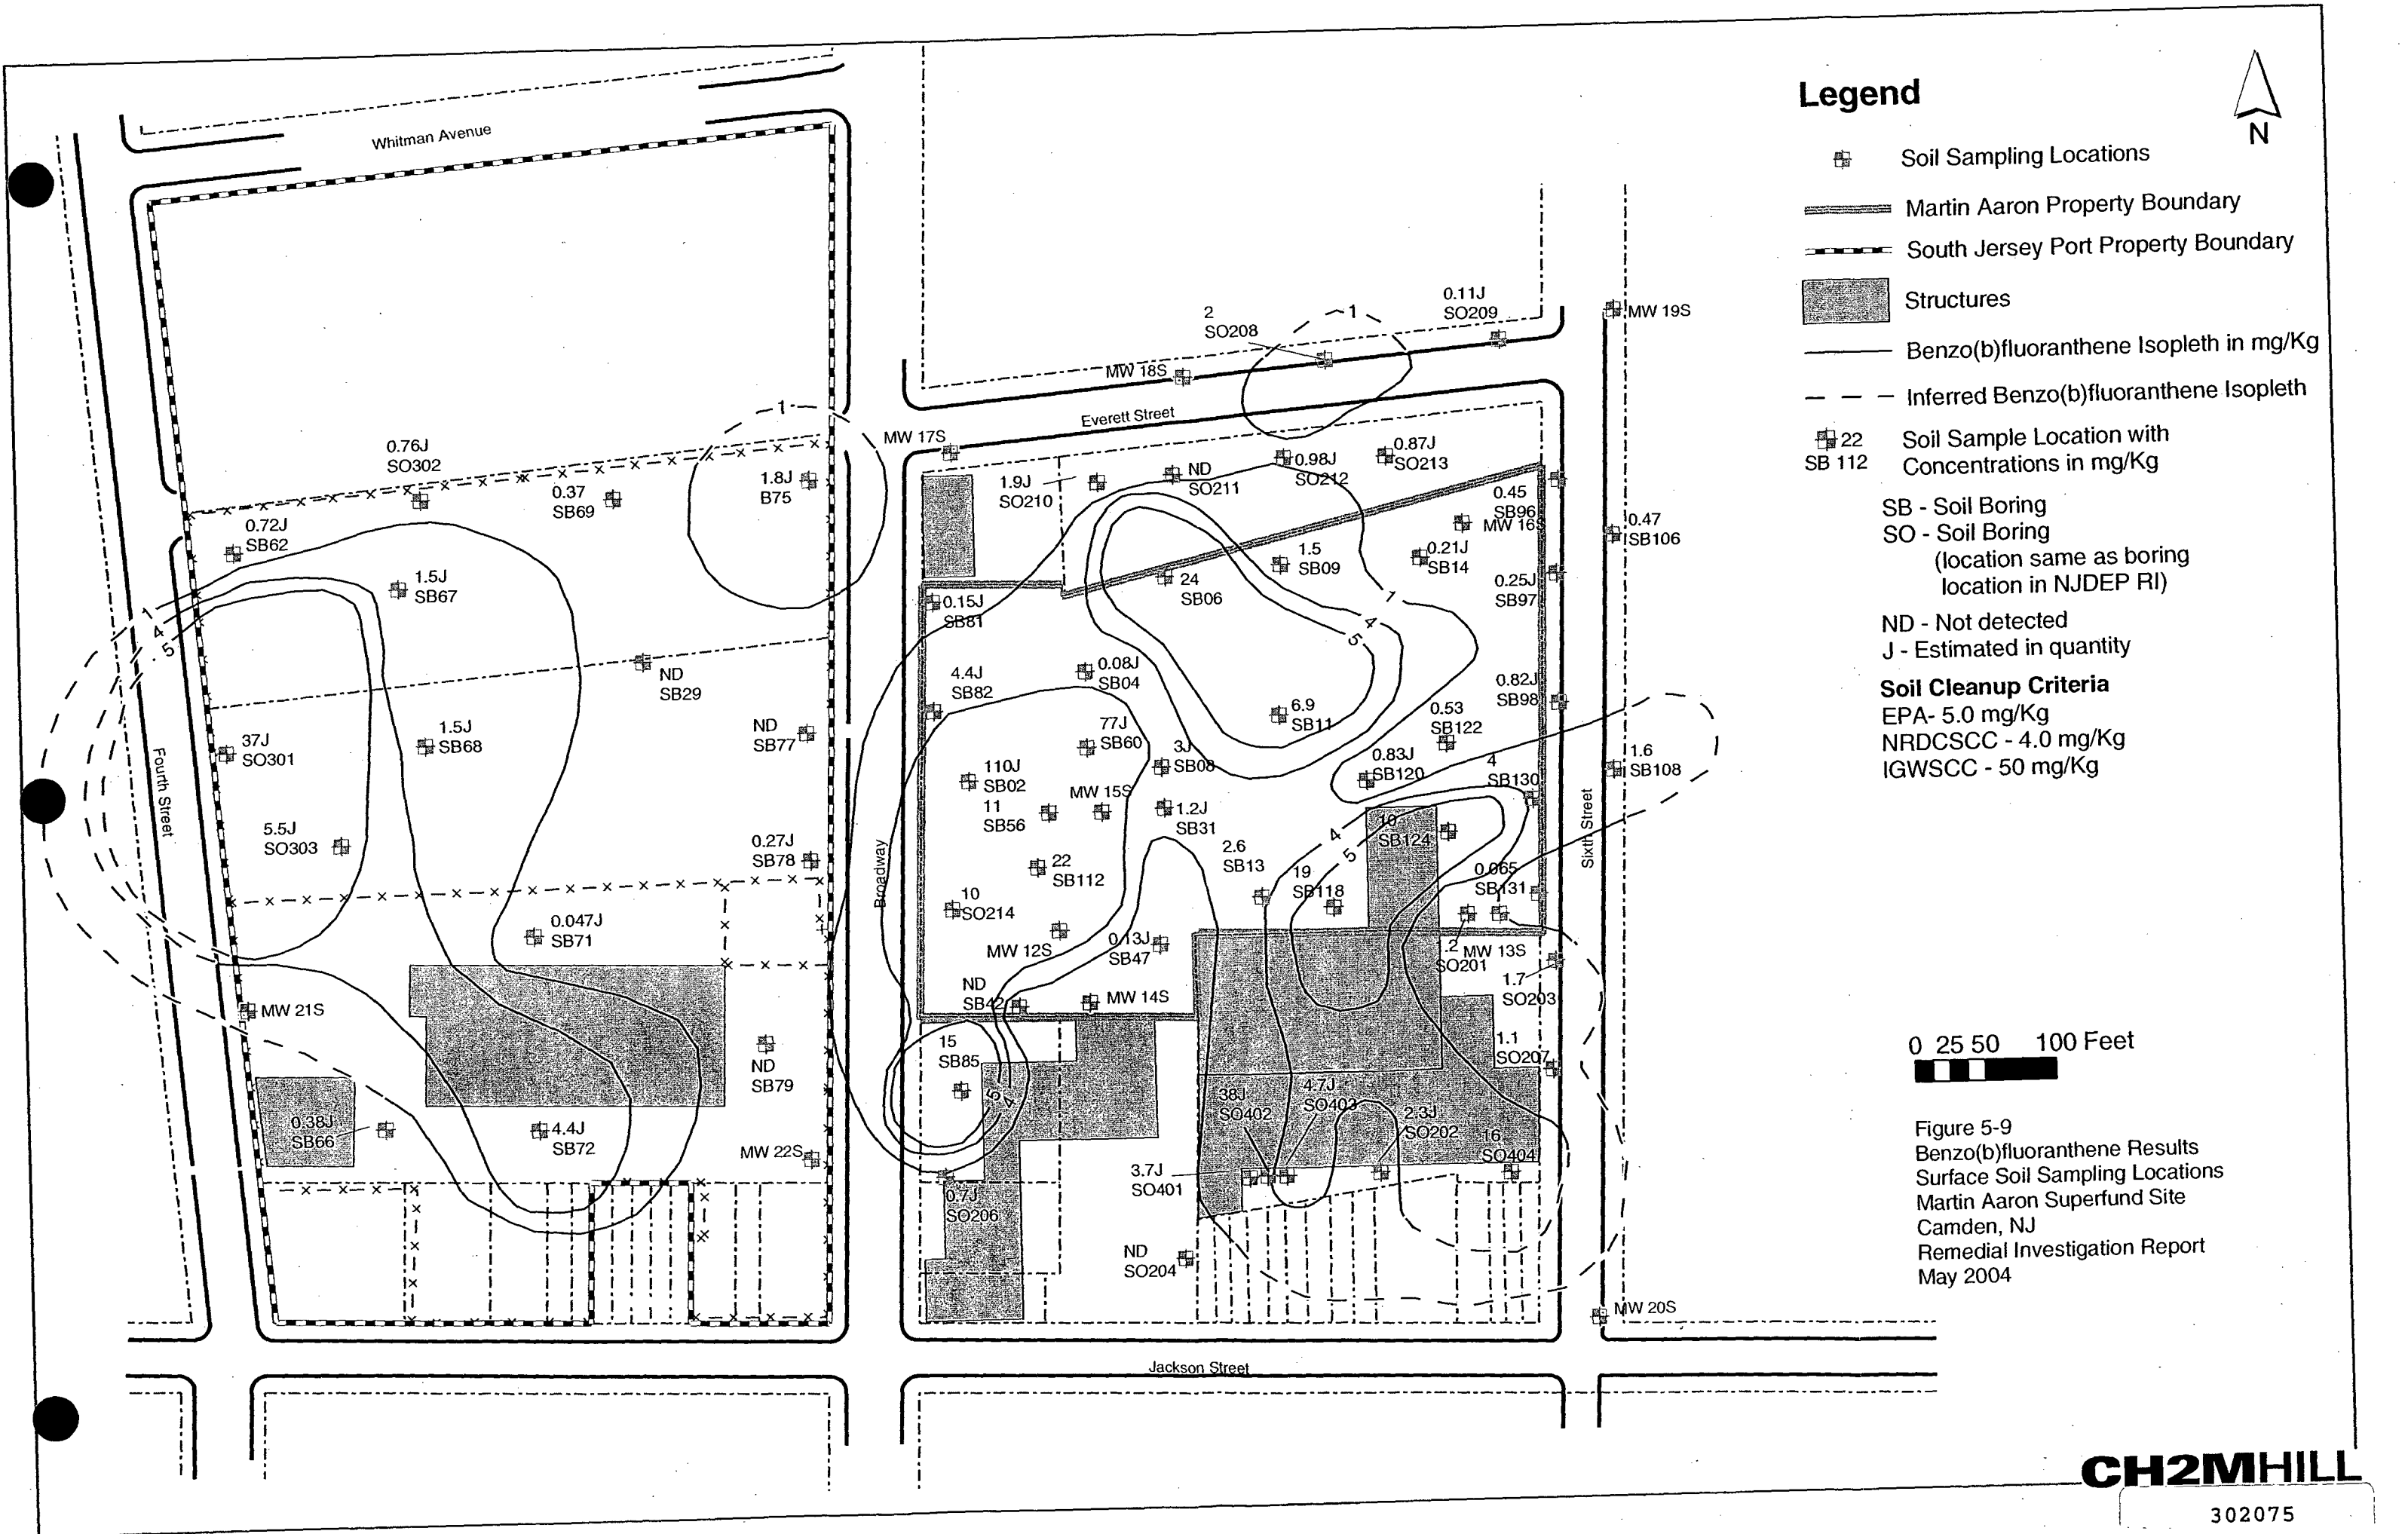 Legend
N
Soil Sampling Locations
Martin Aaron Property Boundary
South Jersey Port Property Boundary
Structures
Benzo(b)fluoranthene Isopleth in mg/Kg
Inferred Benzo(b)fluoranthene Isopleth
22
SB 112
Soil Sample Location with
Concentrations in mg/Kg
SB - Soil Boring
SO - Soil Boring
(location same as boring
location in NJDEP RI)
ND - Not detected
J - Estimated in quantity
Soil Cleanup Criteria
EPA- 5.0 mg/Kg
NRDCSCC - 4.0 mg/Kg
IGWSCC - 50 mg/Kg
0 25 50 100 Feet
Figure 5-9
Benzo(b)fluoranthene Results
Surface Soil Sampling Locations
Martin Aaron Superfund Site
Camden, NJ
Remedial Investigation Report
May 2004
CH2MHILL
302075
Whitman Avenue
Everett Street
Fourth Street
Broadway
Sixth Street
Jackson Street
0.76J
SO302
0.37
SB69
1.8J
B75
0.72J
SB62
1.5J
SB67
ND
SB29
37J
SO301
1.5J
SB68
ND
SB77
5.5J
SO303
0.27J
SB78
0.047J
SB71
MW 21S
ND
SB79
0.38J
SB66
4.4J
SB72
MW 22S
1
1
4
5
2
SO208
0.11J
SO209
1
MW 19S
MW 18S
MW 17S
1.9J
SO210
ND
SO211
0.98J
SO212
0.87J
SO213
0.45
SB96
MW 16S
0.47
SB106
24
SB06
1.5
SB09
0.21J
SB14
0.25J
SB97
0.15J
SB81
1
4
5
4.4J
SB82
0.08J
SB04
0.82J
SB98
77J
SB60
6.9
SB11
0.53
SB122
3J
SB08
0.83J
SB120
4
SB130
1.6
SB108
110J
SB02
MW 15S
11
SB56
1.2J
SB31
4
5
10
SB124
2.6
SB13
19
SB118
22
SB112
0.065
SB131
10
SO214
MW 12S
0.13J
SB47
.2
SO201
MW 13S
1.7
SO203
ND
SB42
MW 14S
15
SB85
5
4
1.1
SO207
38J
SO402
4.7J
SO403
2.3J
SO202
16
SO404
3.7J
SO401
0.7J
SO206
ND
SO204
MW 20S